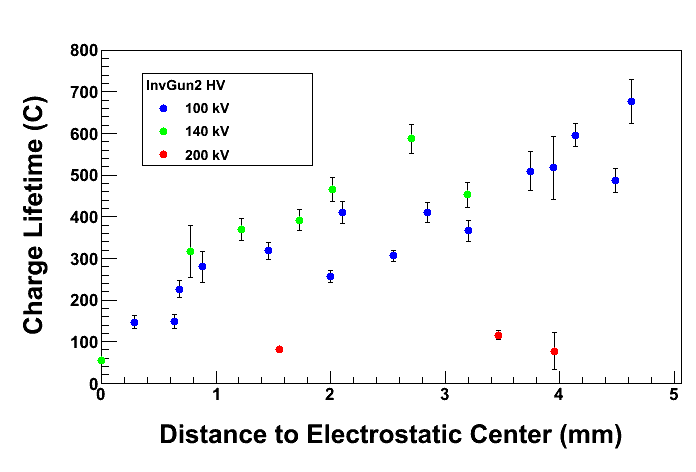 800
700
600
500
400
300
200
100
0
Charge Lifetime (C)
InvGun2 HV
100 kV
140 kV
200 kV
0 1 2 3 4 5
Distance to Electrostatic Center (mm)